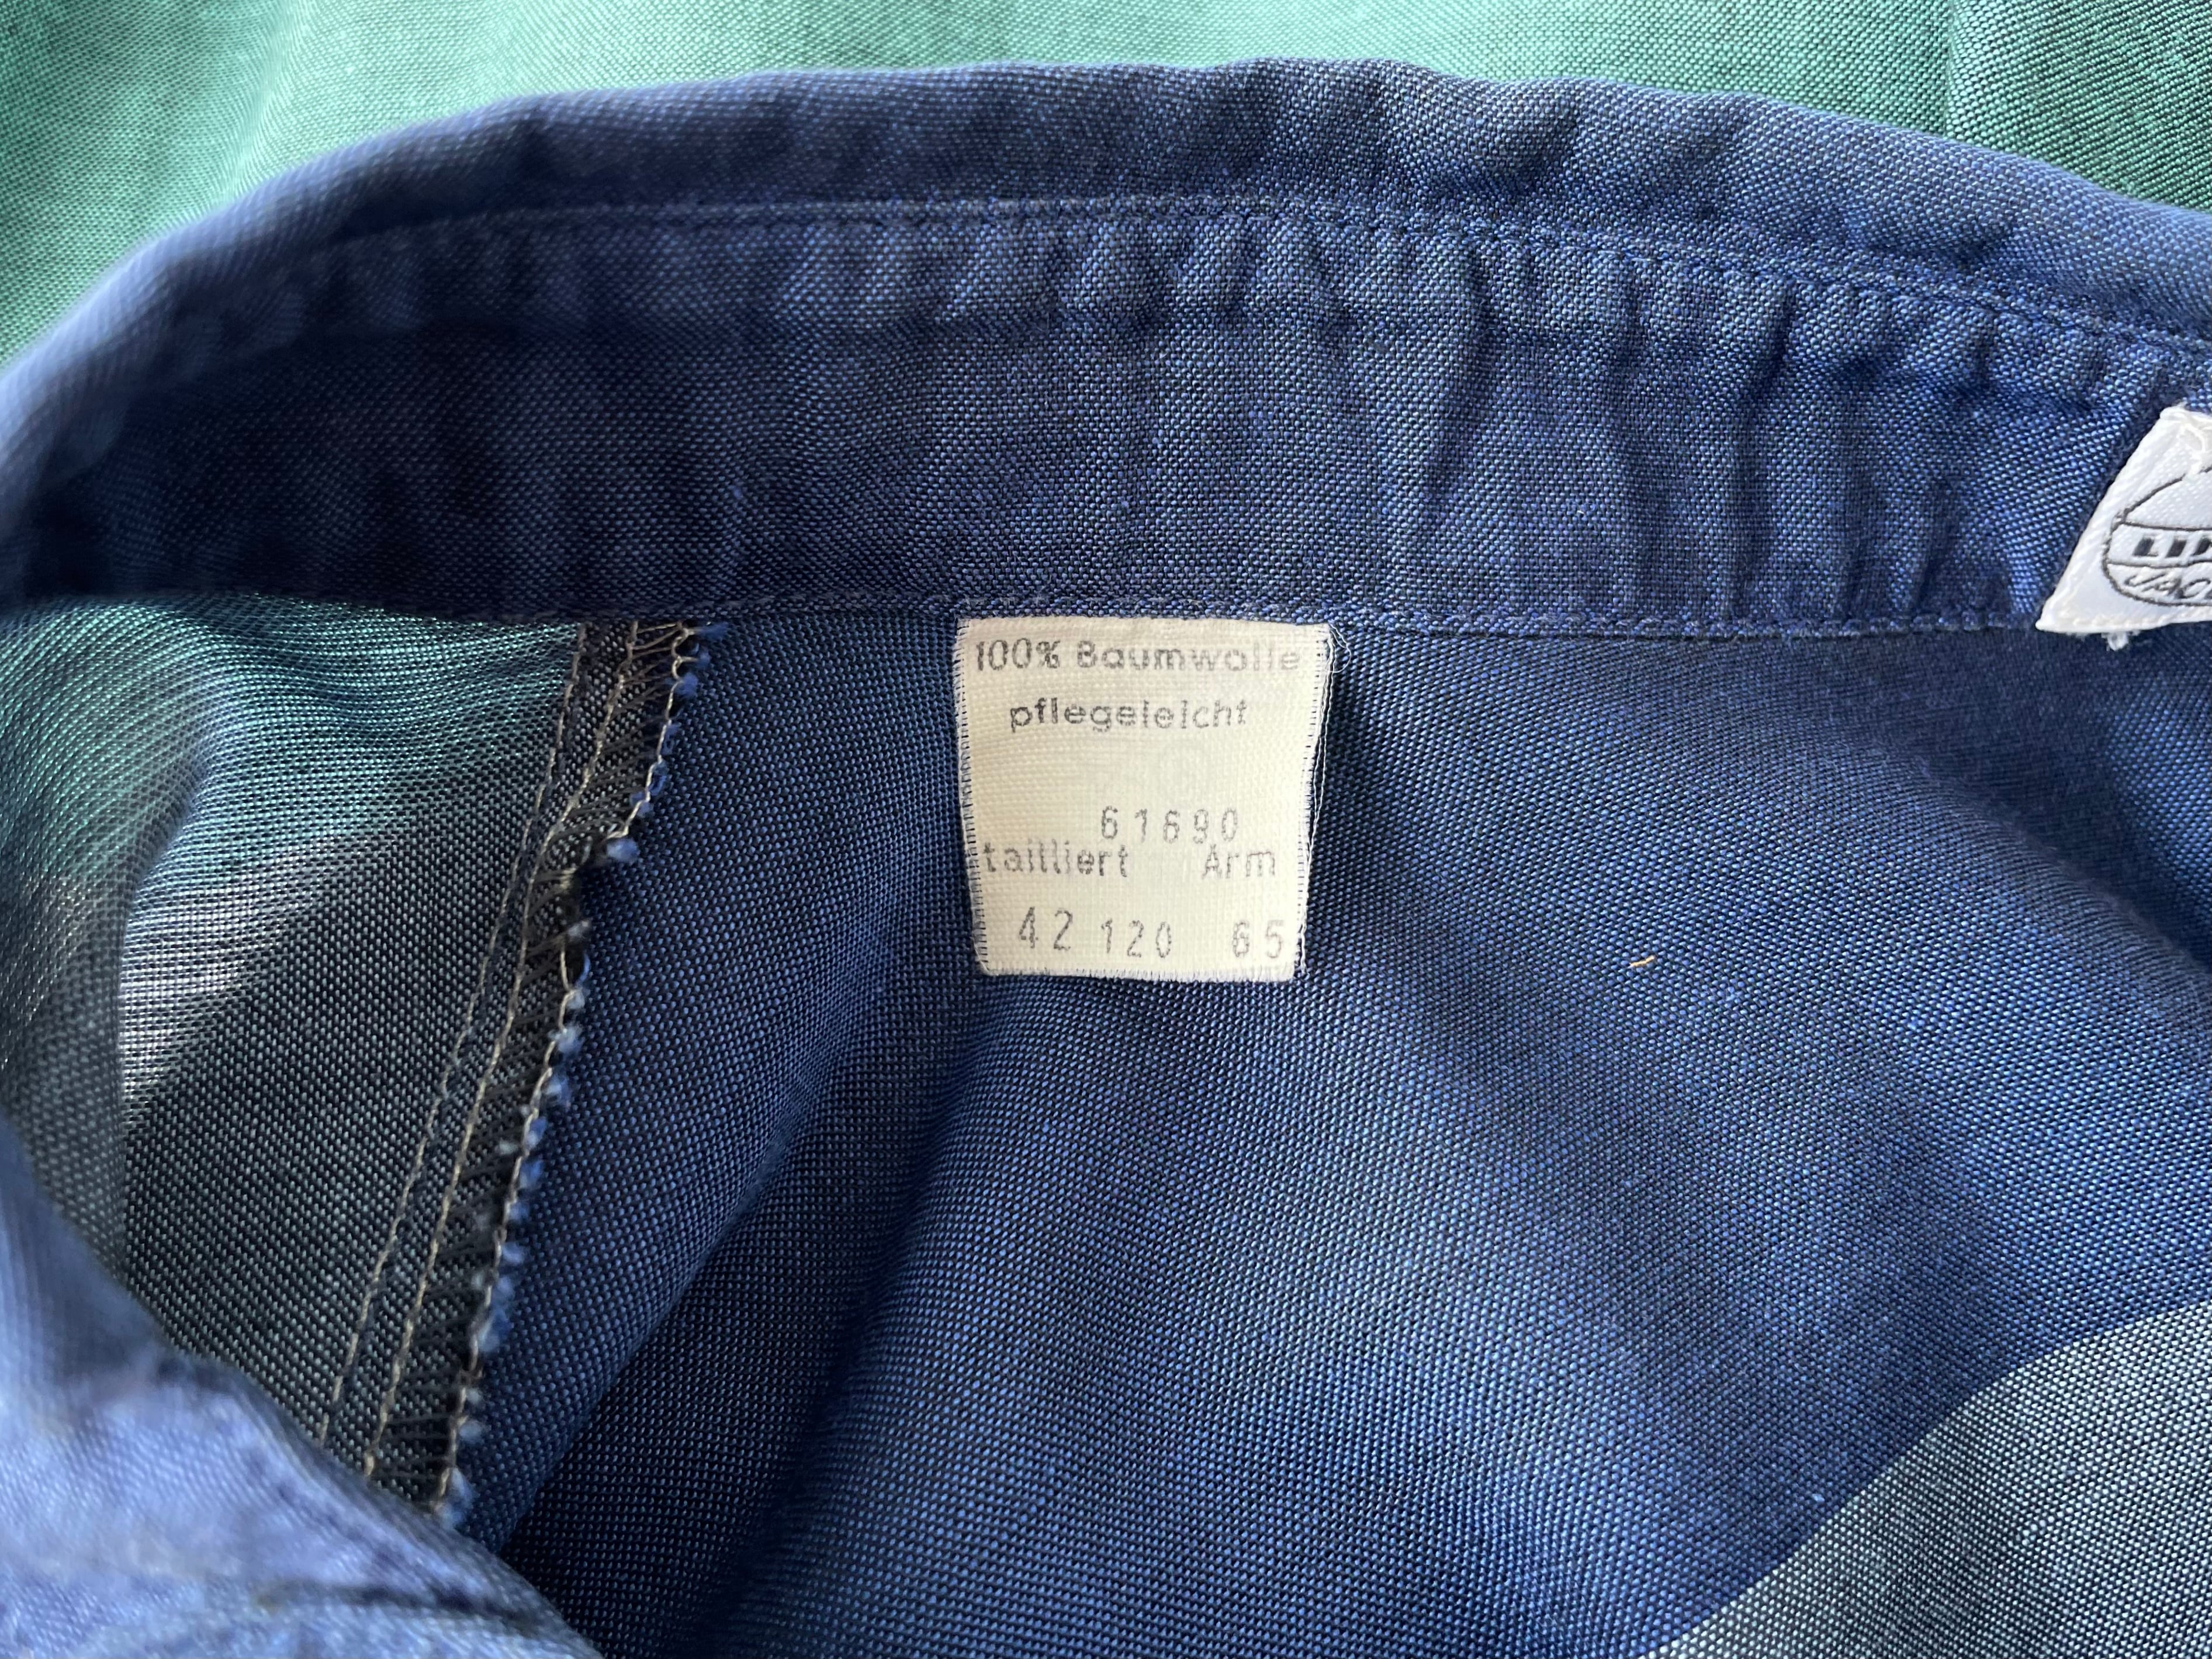 100% Baumwolle
pflegeleicht
61690
tailliert Arm
42 120 65